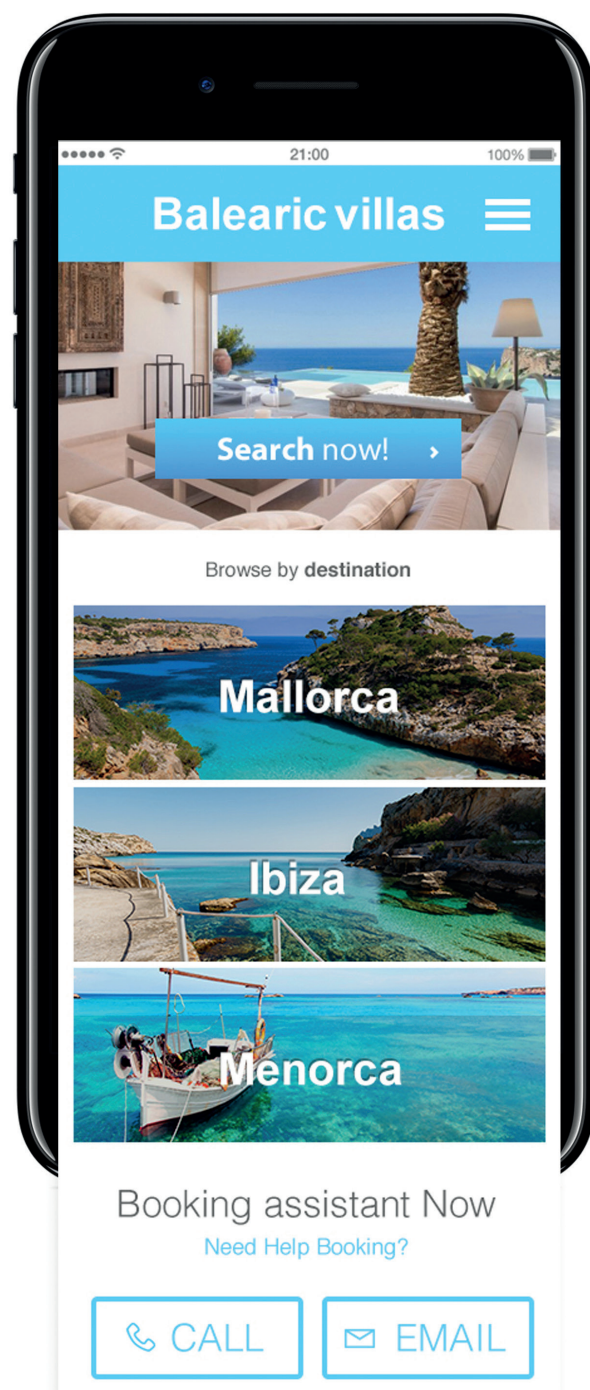 21:00
100%
Balearic villas
Search now!
Browse by destination
Mallorca
Ibiza
Menorca
Booking assistant Now
Need Help Booking?
CALL
EMAIL